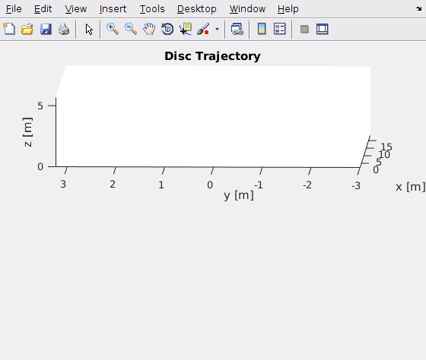 File Edit View Insert Tools Desktop Window Help
Disc Trajectory
z [m]
5
0
3 2 1 0 -1 -2 -3
y [m]
15
10
5
0
x [m]